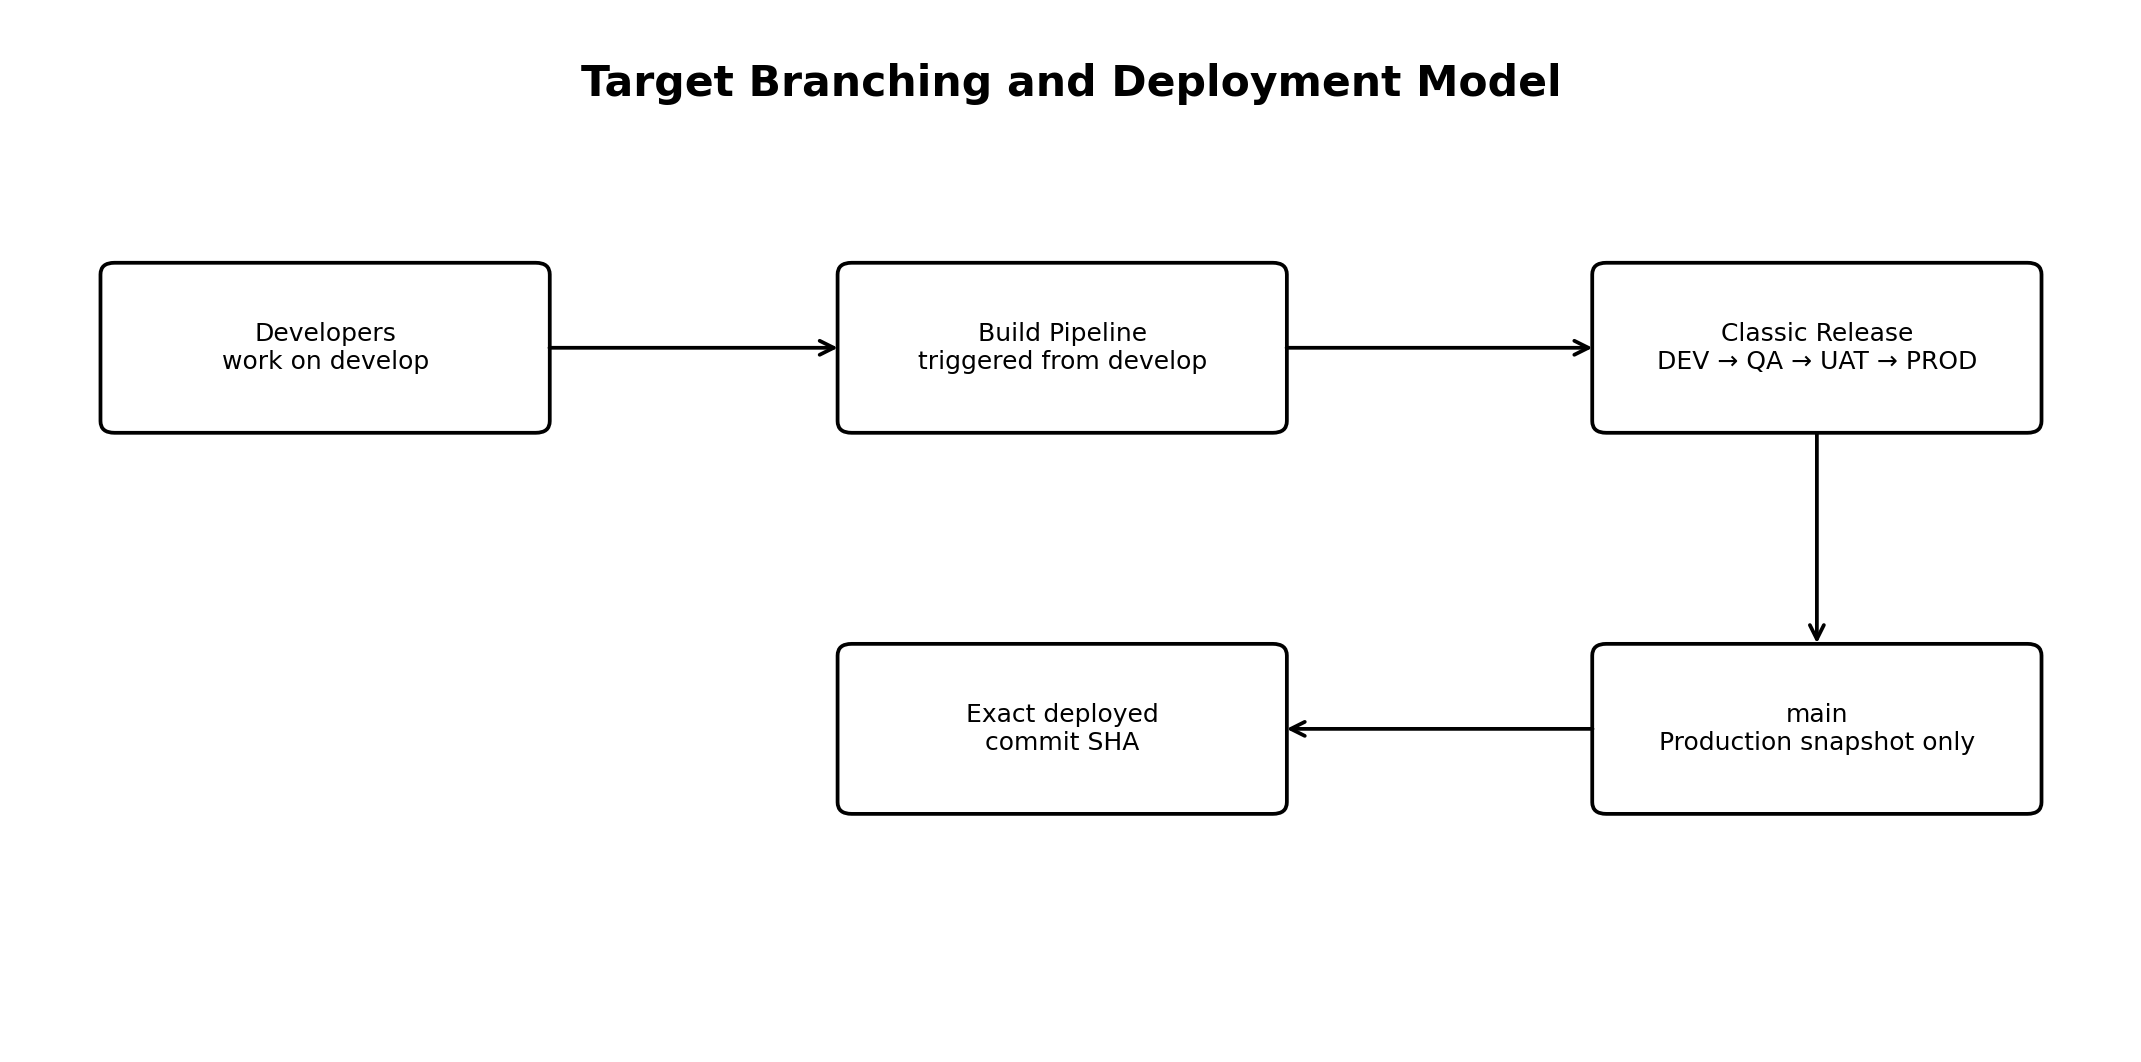 Target Branching and Deployment Model
Developers
work on develop
Build Pipeline
triggered from develop
Classic Release
DEV → QA → UAT → PROD
Exact deployed
commit SHA
main
Production snapshot only